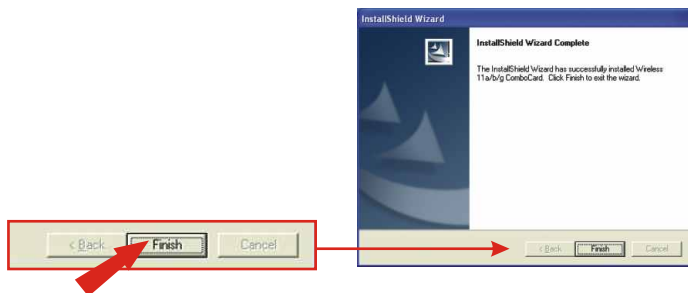 InstallShield Wizard
InstallShield Wizard Complete
The InstallShield Wizard has successfully installed Wireless
11a/b/g ComboCard. Click Finish to exit the wizard.
< Back Finish Cancel
< Back Finish Cancel